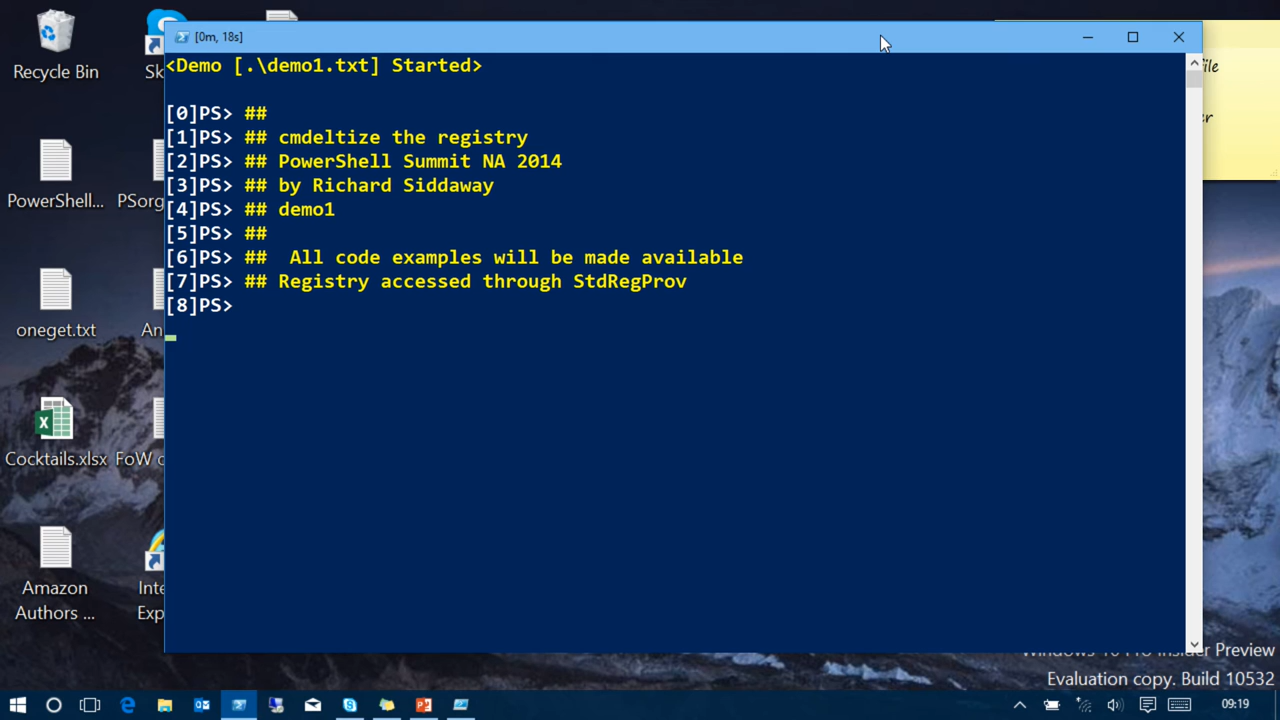 Recycle Bin
Sk
PowerShell...
PSorg
oneget.txt
An
Cocktails.xlsx
FoW
Amazon
Authors ...
Inte
Exp
[0m, 18s]
<Demo [.\demo1.txt] Started>
[0]PS> ##
[1]PS> ## cmdeltize the registry
[2]PS> ## PowerShell Summit NA 2014
[3]PS> ## by Richard Siddaway
[4]PS> ## demo1
[5]PS> ##
[6]PS> ##  All code examples will be made available
[7]PS> ## Registry accessed through StdRegProv
[8]PS>
ile
er
Windows 10 Pro Insider Preview
Evaluation copy. Build 10532
09:19